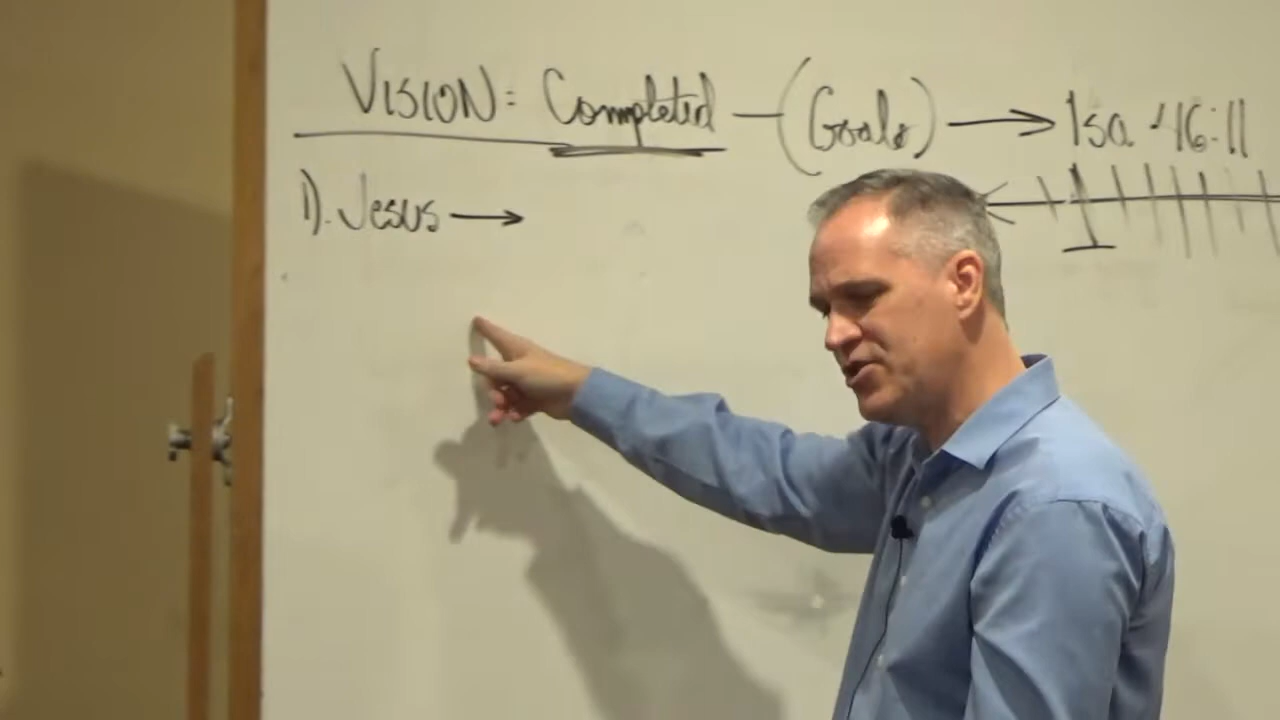 VISION: Completed — (Goals) → Isa 46:11
1). Jesus →